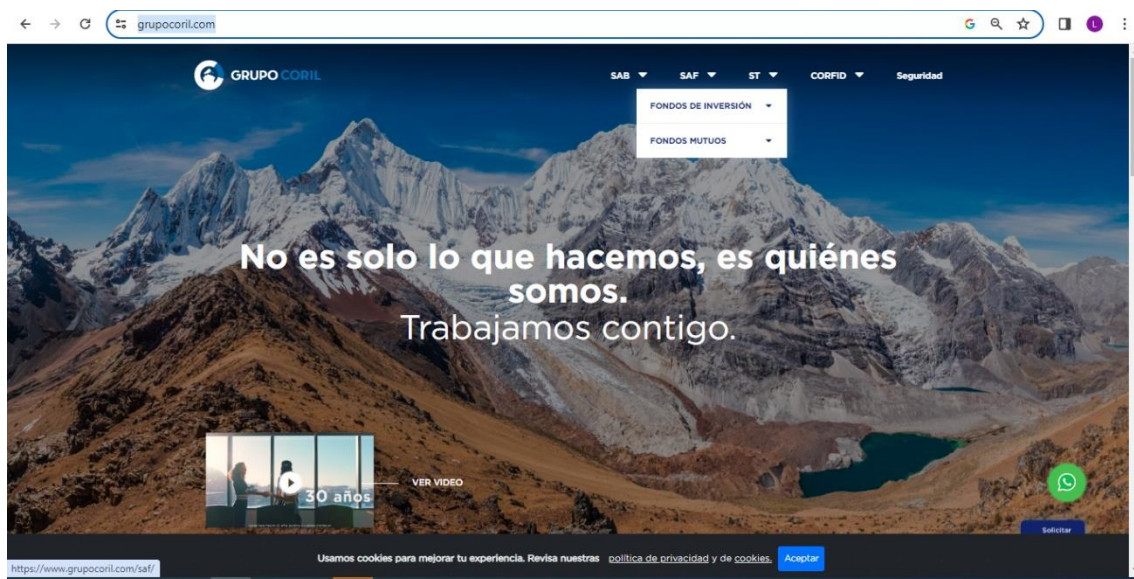 grupocoril.com
L
GRUPO CORIL
SAB SAF ST CORFID Seguridad
FONDOS DE INVERSIÓN
FONDOS MUTUOS
No es solo lo que hacemos, es quiénes
somos.
Trabajamos contigo.
30 años
VER VIDEO
Solicitar
Usamos cookies para mejorar tu experiencia. Revisa nuestras política de privacidad y de cookies. Aceptar
https://www.grupocoril.com/saf/